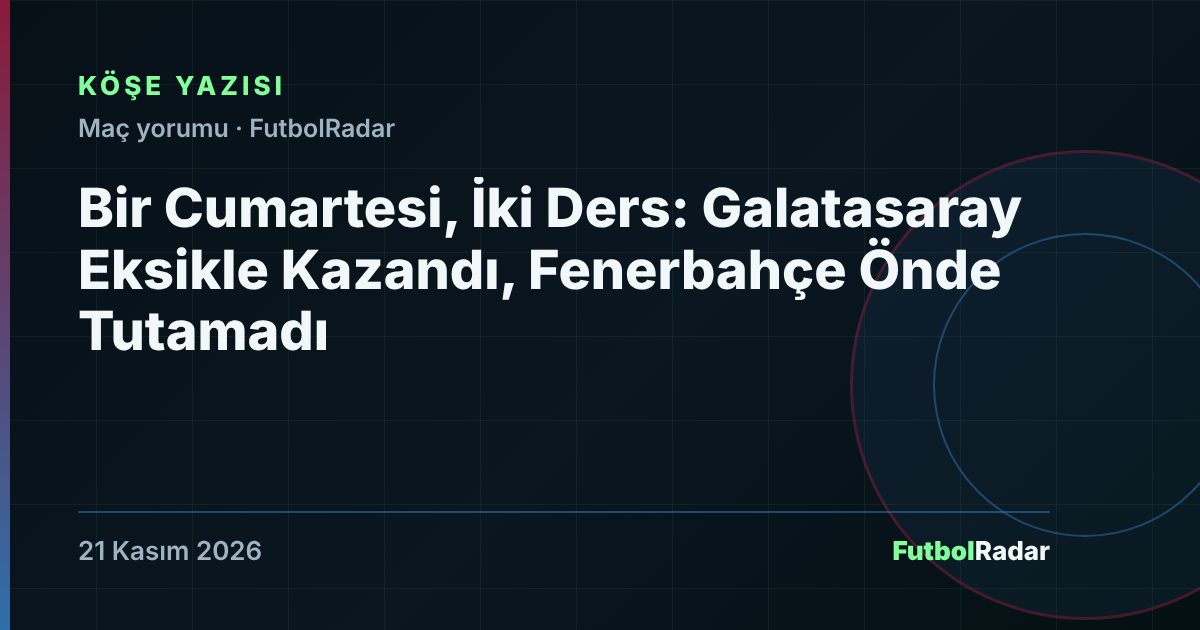 KÖŞE YAZISI
Maç yorumu · FutbolRadar
Bir Cumartesi, İki Ders: Galatasaray
Eksikle Kazandı, Fenerbahçe Önde
Tutamadı
21 Kasım 2026
FutbolRadar